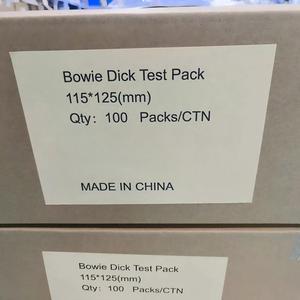 Bowie Dick Test Pack
115*125(mm)
Qty: 100 Packs/CTN
MADE IN CHINA
Bowie Dick Test Pack
115*125(mm)
Qty: 100 Packs/CTN